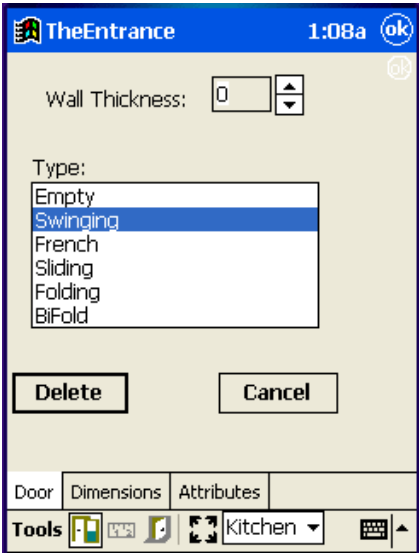 TheEntrance 1:08a ok
ok
Wall Thickness: 0
Type:
Empty
Swinging
French
Sliding
Folding
BiFold
Delete Cancel
Door Dimensions Attributes
Tools Kitchen